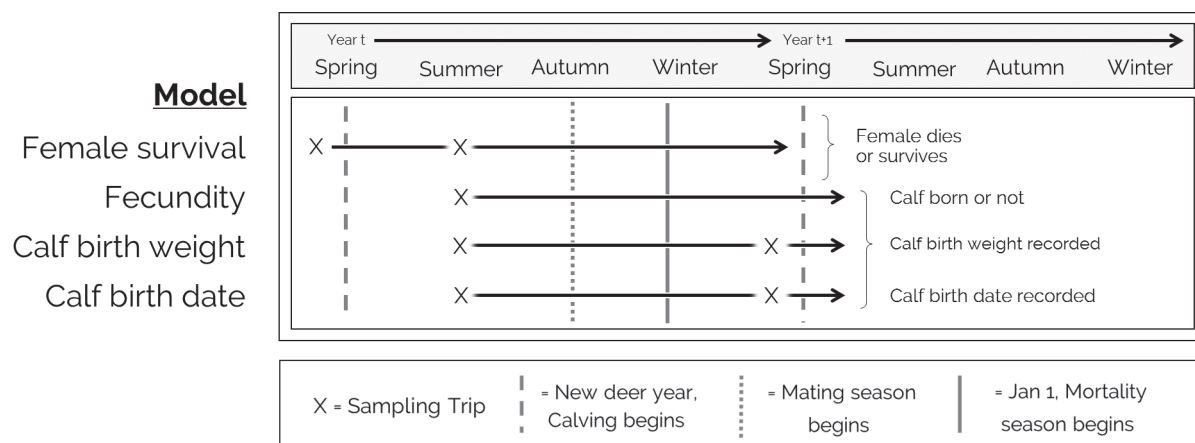 Year t
Year t+1
Spring Summer Autumn Winter Spring Summer Autumn Winter
Model
Female survival
X X
Female dies
or survives
Fecundity
X
Calf born or not
Calf birth weight
X X
Calf birth weight recorded
Calf birth date
X X
Calf birth date recorded
X = Sampling Trip
= New deer year,
Calving begins
= Mating season
begins
= Jan 1, Mortality
season begins